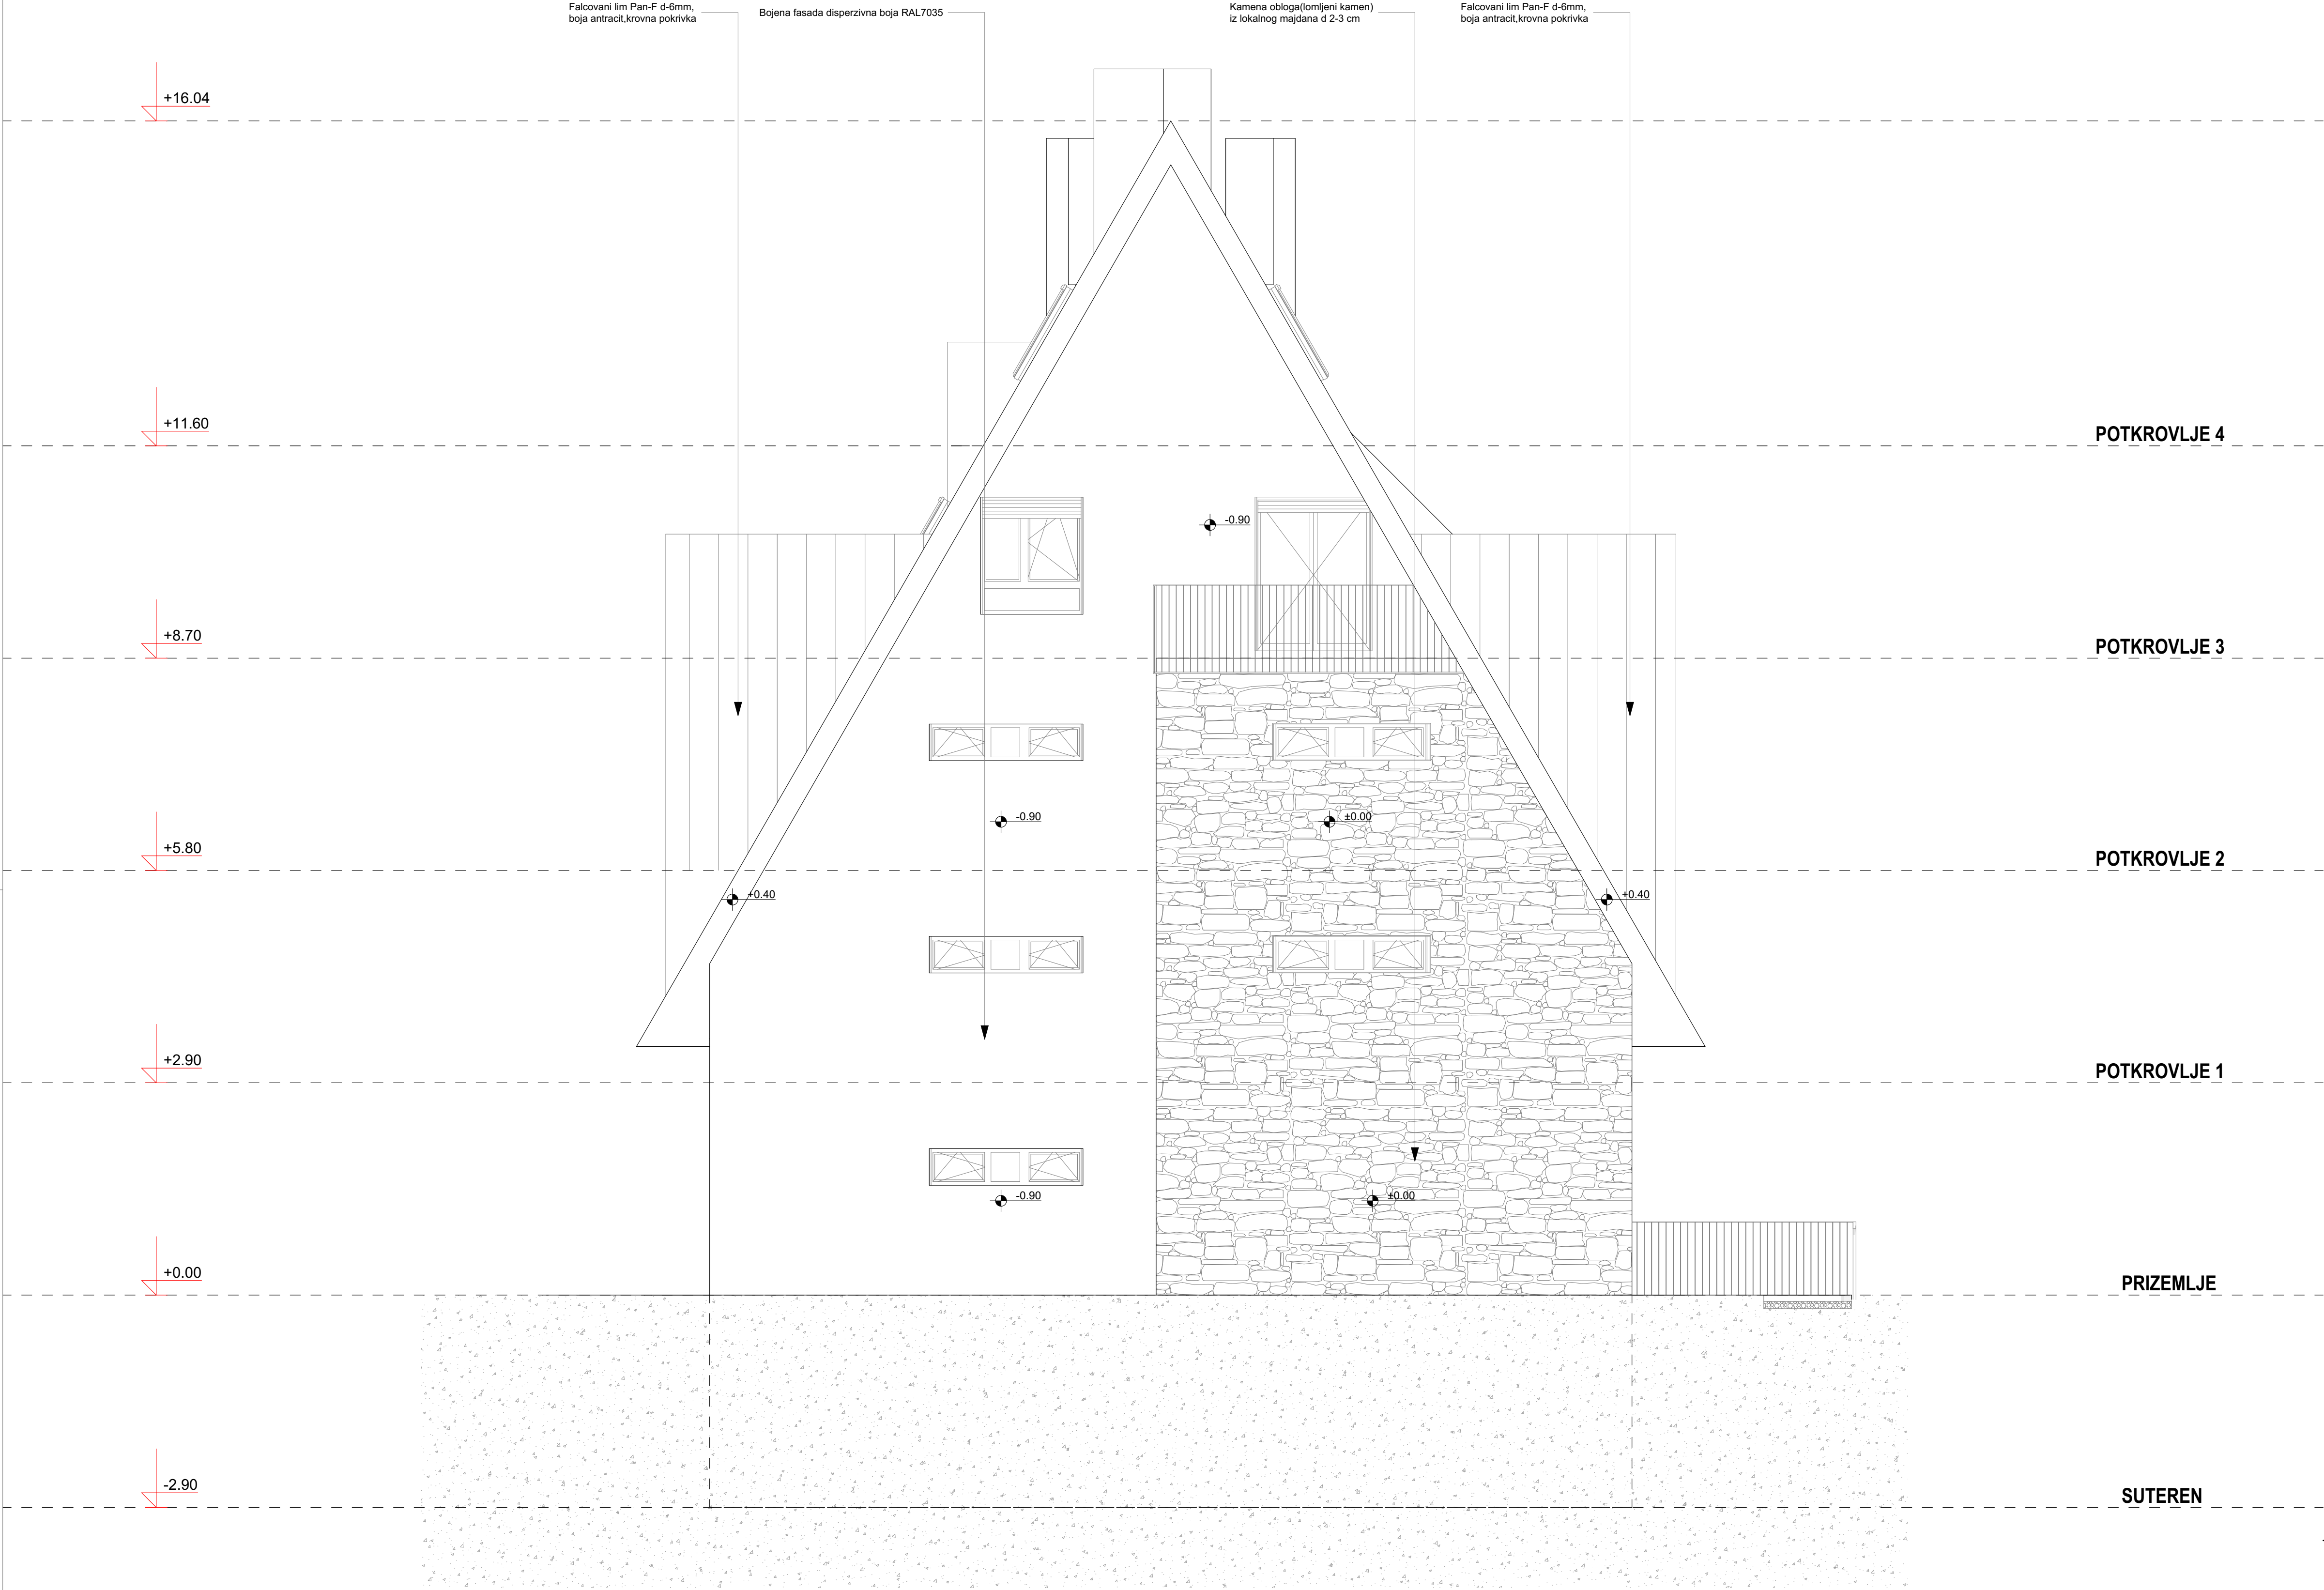 Falcovani lim Pan-F d-6mm,
boja antracit,krovna pokrivka
Bojena fasada disperzivna boja RAL7035
Kamena obloga(lomljeni kamen)
iz lokalnog majdana d 2-3 cm
Falcovani lim Pan-F d-6mm,
boja antracit,krovna pokrivka
+16.04
+11.60
POTKROVLJE 4
-0.90
+8.70
POTKROVLJE 3
-0.90
±0.00
+5.80
POTKROVLJE 2
+0.40
+0.40
+2.90
POTKROVLJE 1
-0.90
±0.00
+0.00
PRIZEMLJE
-2.90
SUTEREN